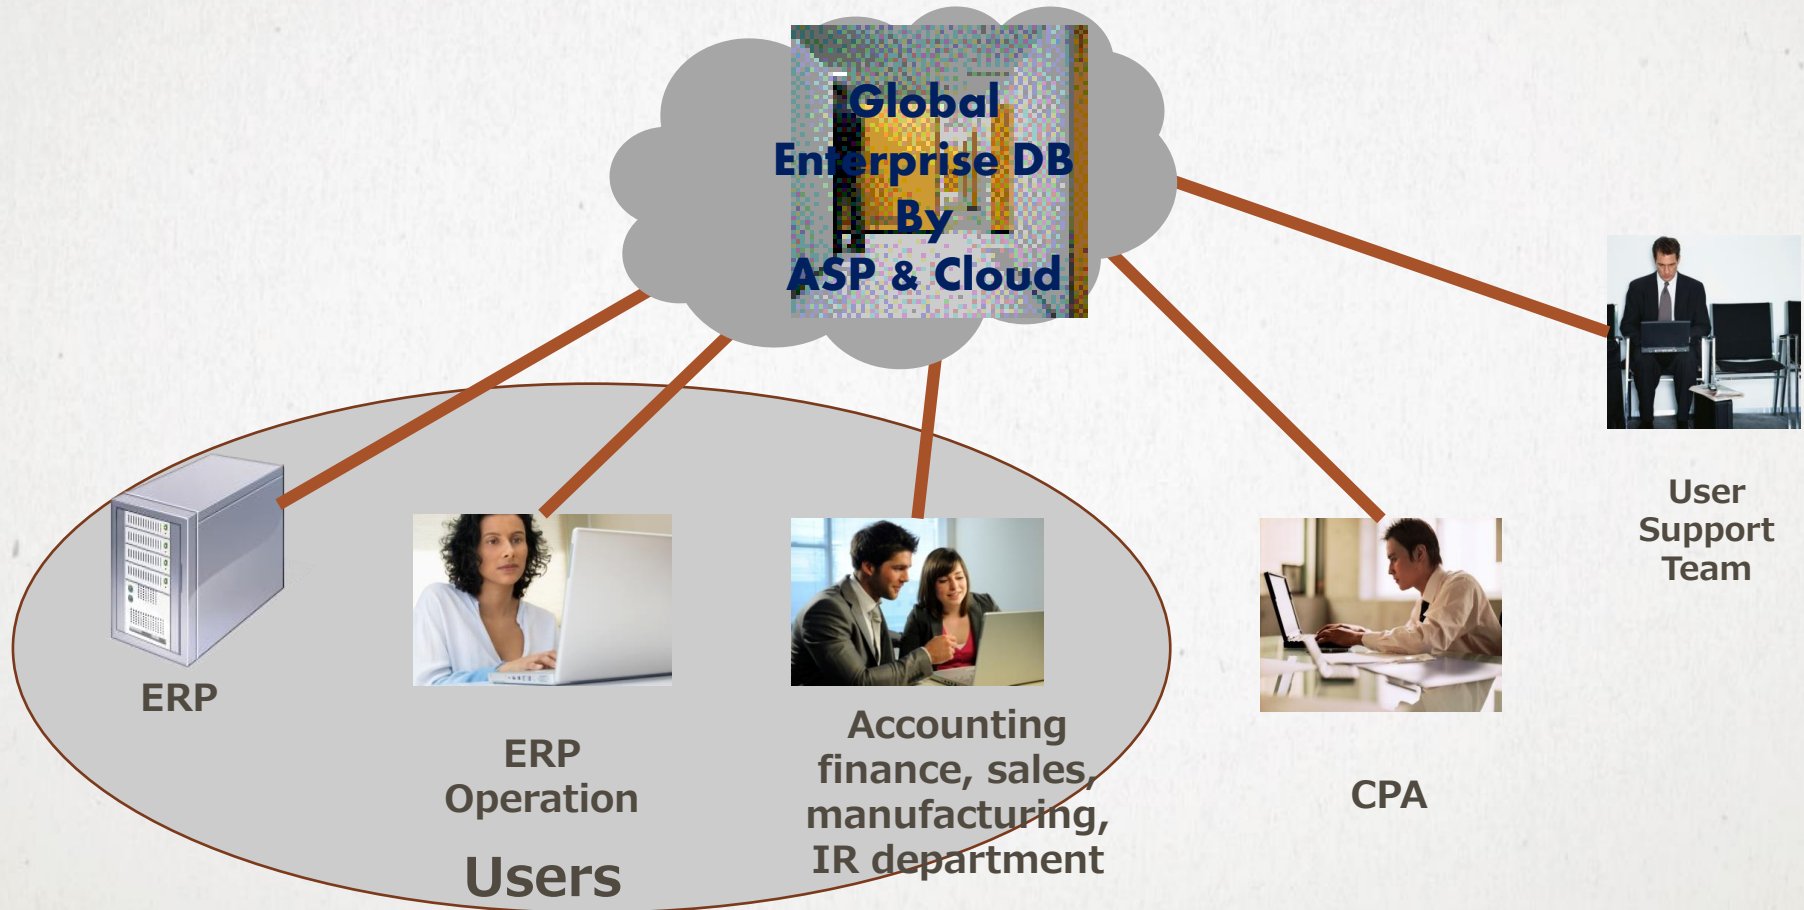 Global
Enterprise DB
By
ASP & Cloud
User
Support
Team
ERP
ERP
Operation
Accounting
finance, sales,
manufacturing,
IR department
CPA
Users